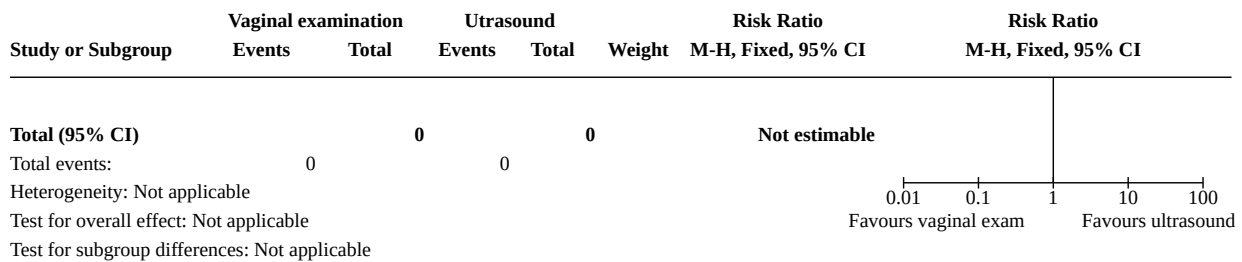 Vaginal examination Utrasound Risk Ratio Risk Ratio
Study or Subgroup Events Total Events Total Weight M-H, Fixed, 95% CI M-H, Fixed, 95% CI
Total (95% CI) 0 0 Not estimable
Total events: 0 0
Heterogeneity: Not applicable
0.01 0.1 1 10 100
Test for overall effect: Not applicable Favours vaginal exam Favours ultrasound
Test for subgroup differences: Not applicable